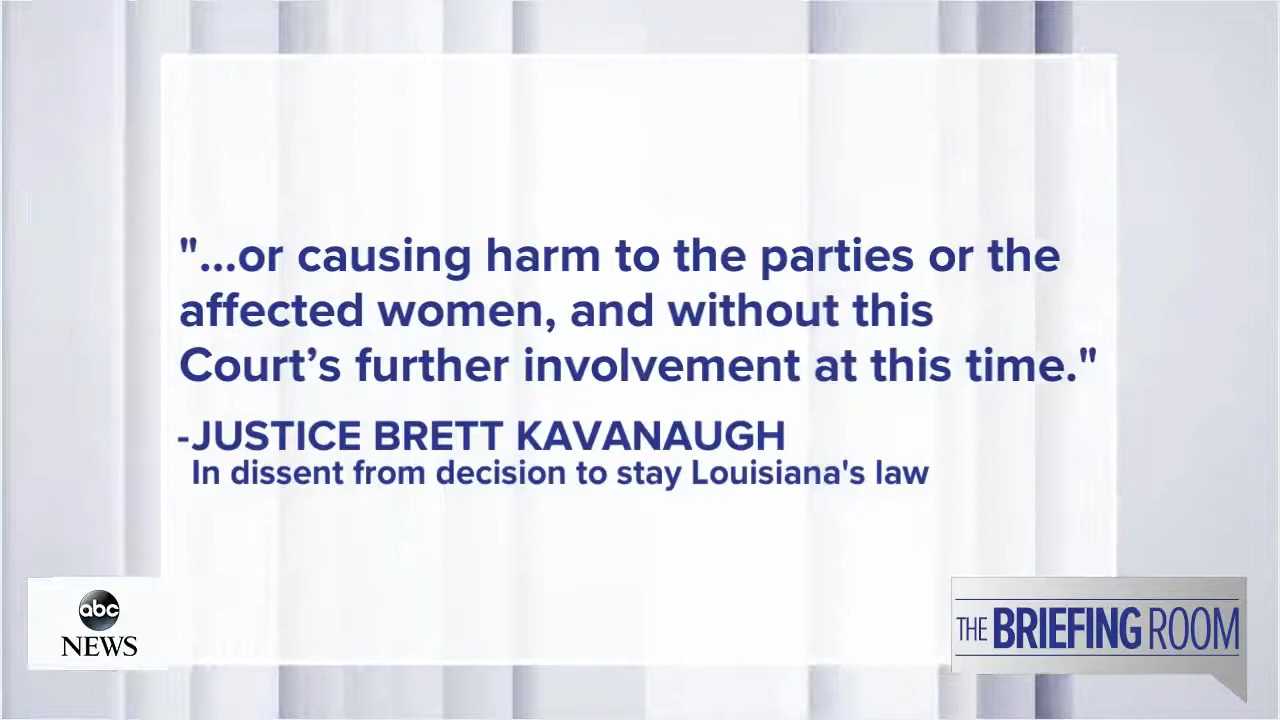 "...or causing harm to the parties or the
affected women, and without this
Court’s further involvement at this time."
-JUSTICE BRETT KAVANAUGH
In dissent from decision to stay Louisiana's law
abc
NEWS
THE BRIEFING ROOM